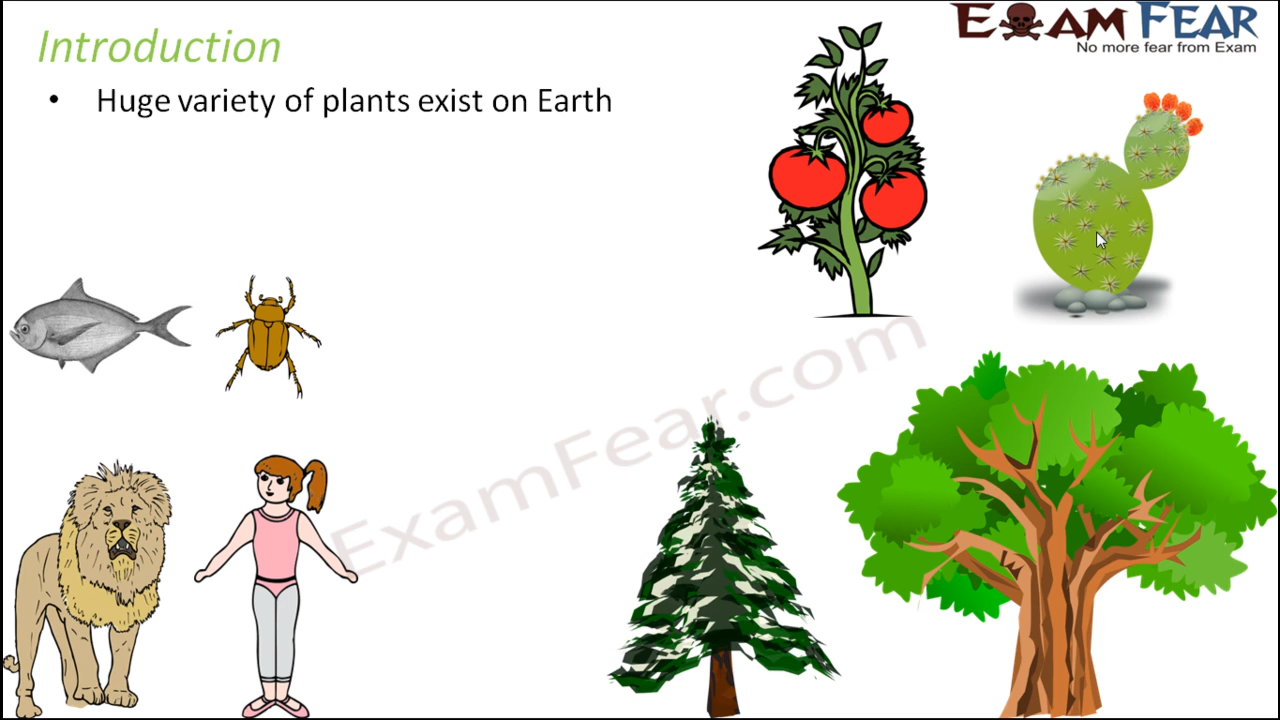 Introduction
• Huge variety of plants exist on Earth
EXAM FEAR
No more fear from Exam
ExamFear.com